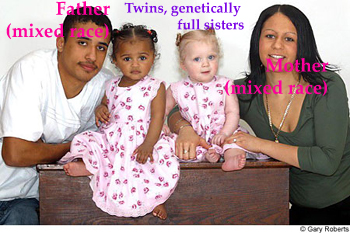 Father
(mixed race)
Twins, genetically
full sisters
Mother
(mixed race)
© Gary Roberts